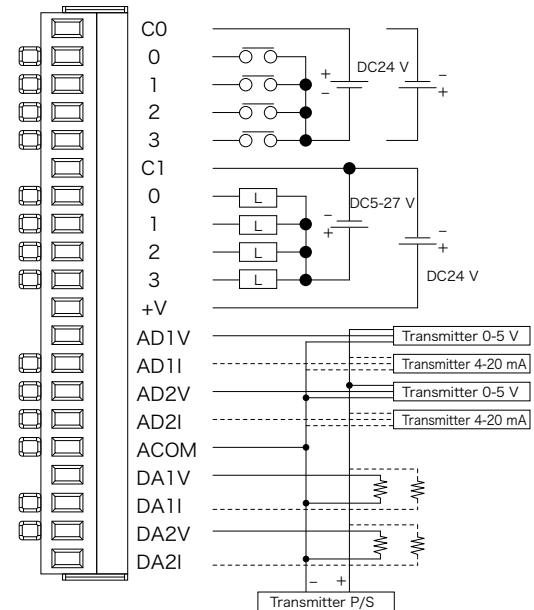 C0
0
1
2
3
C1
0
1
2
3
+V
AD1V
AD1I
AD2V
AD2I
ACOM
DA1V
DA1I
DA2V
DA2I
+
−
DC24 V
−
+
L
L
L
L
−
+
DC5-27 V
−
+
DC24 V
Transmitter 0-5 V
Transmitter 4-20 mA
Transmitter 0-5 V
Transmitter 4-20 mA
− +
Transmitter P/S